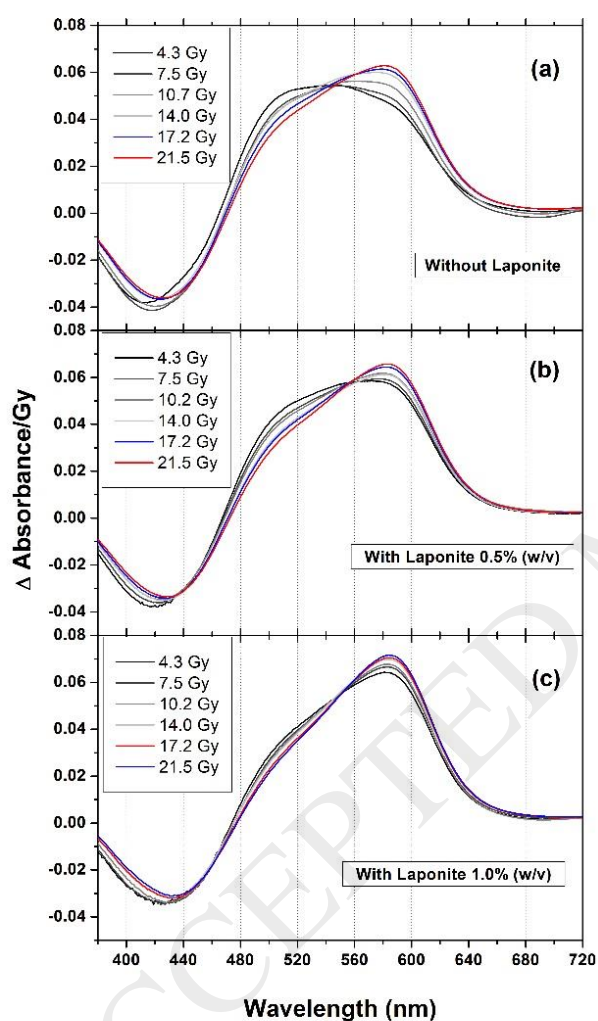 0.08
0.06
0.04
0.02
0.00
-0.02
-0.04
4.3 Gy
7.5 Gy
10.7 Gy
14.0 Gy
17.2 Gy
21.5 Gy
(a)
Without Laponite
0.08
0.06
0.04
0.02
0.00
-0.02
-0.04
4.3 Gy
7.5 Gy
10.2 Gy
14.0 Gy
17.2 Gy
21.5 Gy
(b)
With Laponite 0.5% (w/v)
Δ Absorbance/Gy
0.08
0.06
0.04
0.02
0.00
-0.02
-0.04
4.3 Gy
7.5 Gy
10.2 Gy
14.0 Gy
17.2 Gy
21.5 Gy
(c)
With Laponite 1.0% (w/v)
400 440 480 520 560 600 640 680 720
Wavelength (nm)